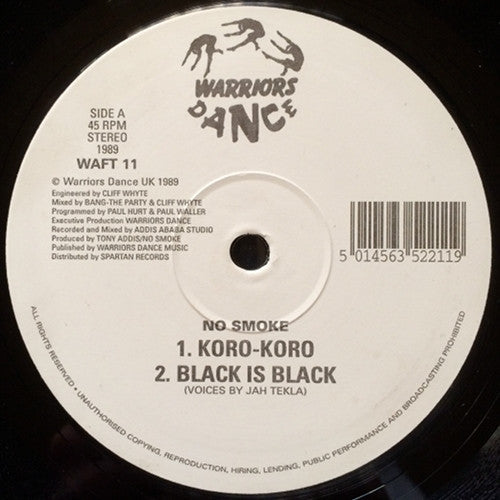 WARRIORS
DANCE
SIDE A
45 RPM
STEREO
1989
WAFT 11
© Warriors Dance UK 1989
Engineered by CLIFF WHYTE
Mixed by BANG-THE PARTY & CLIFF WHYTE
Programmed by PAUL HURT & PAUL WALLER
Executive Production WARRIORS DANCE
Recorded and Mixed by ADDIS ABABA STUDIO
Produced by TONY ADDIS/NO SMOKE
Published by WARRIORS DANCE MUSIC
Distributed by SPARTAN RECORDS
5 014563 522119
NO SMOKE
1. KORO-KORO
2. BLACK IS BLACK
(VOICES BY JAH TEKLA)
ALL RIGHTS RESERVED • UNAUTHORISED COPYING, REPRODUCTION, HIRING, LENDING, PUBLIC PERFORMANCE AND BROADCASTING PROHIBITED